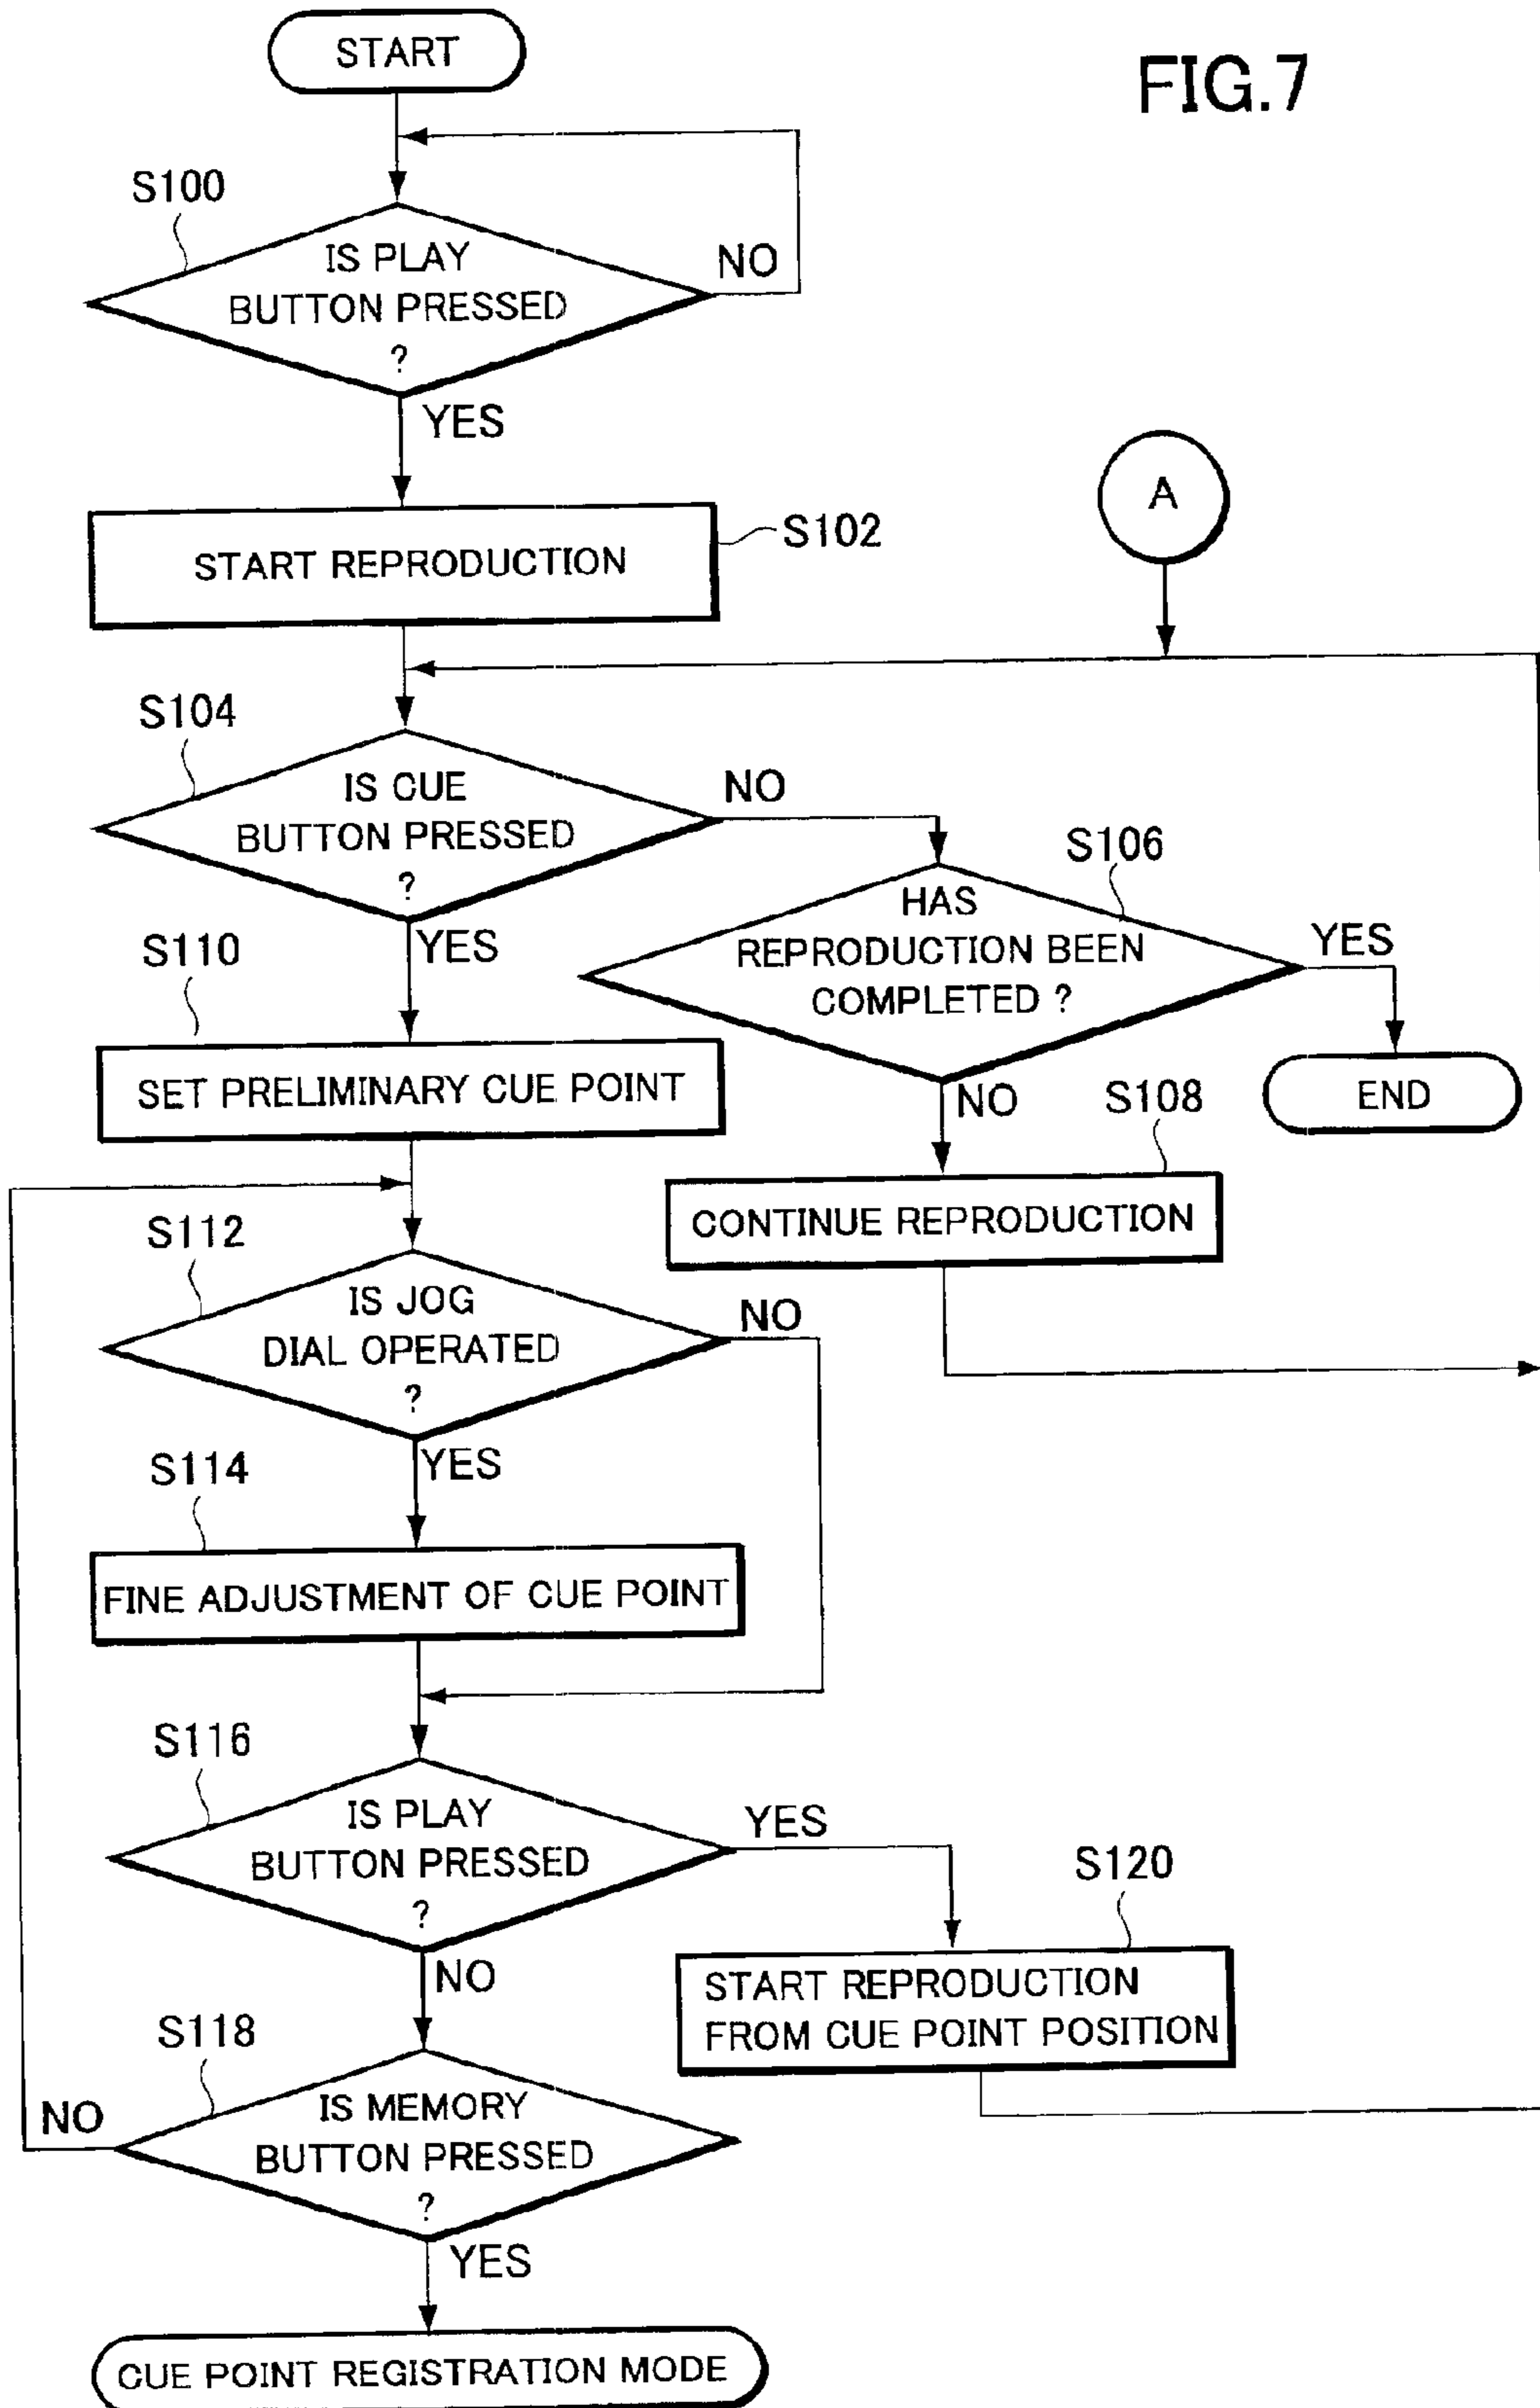 START
FIG.7
S100
IS PLAY
BUTTON PRESSED
?
NO
YES
START REPRODUCTION
S102
A
S104
IS CUE
BUTTON PRESSED
?
NO
YES
S106
HAS
REPRODUCTION BEEN
COMPLETED ?
YES
END
NO
S108
CONTINUE REPRODUCTION
S110
SET PRELIMINARY CUE POINT
S112
IS JOG
DIAL OPERATED
?
NO
YES
S114
FINE ADJUSTMENT OF CUE POINT
S116
IS PLAY
BUTTON PRESSED
?
YES
S120
START REPRODUCTION
FROM CUE POINT POSITION
NO
S118
IS MEMORY
BUTTON PRESSED
?
NO
YES
CUE POINT REGISTRATION MODE